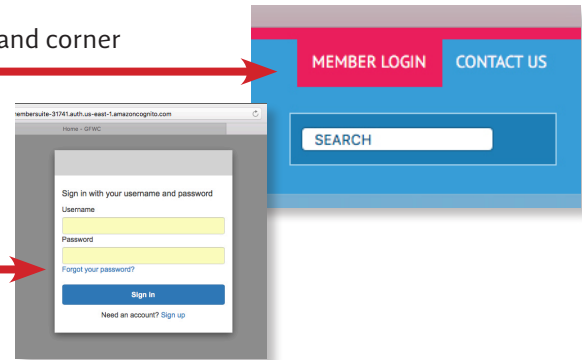 and corner
MEMBER LOGIN CONTACT US
SEARCH
embersuite-31741.auth.us-east-1.amazoncognito.com
Home - GFWC
Sign in with your username and password
Username
Password
Forgot your password?
Sign in
Need an account? Sign up